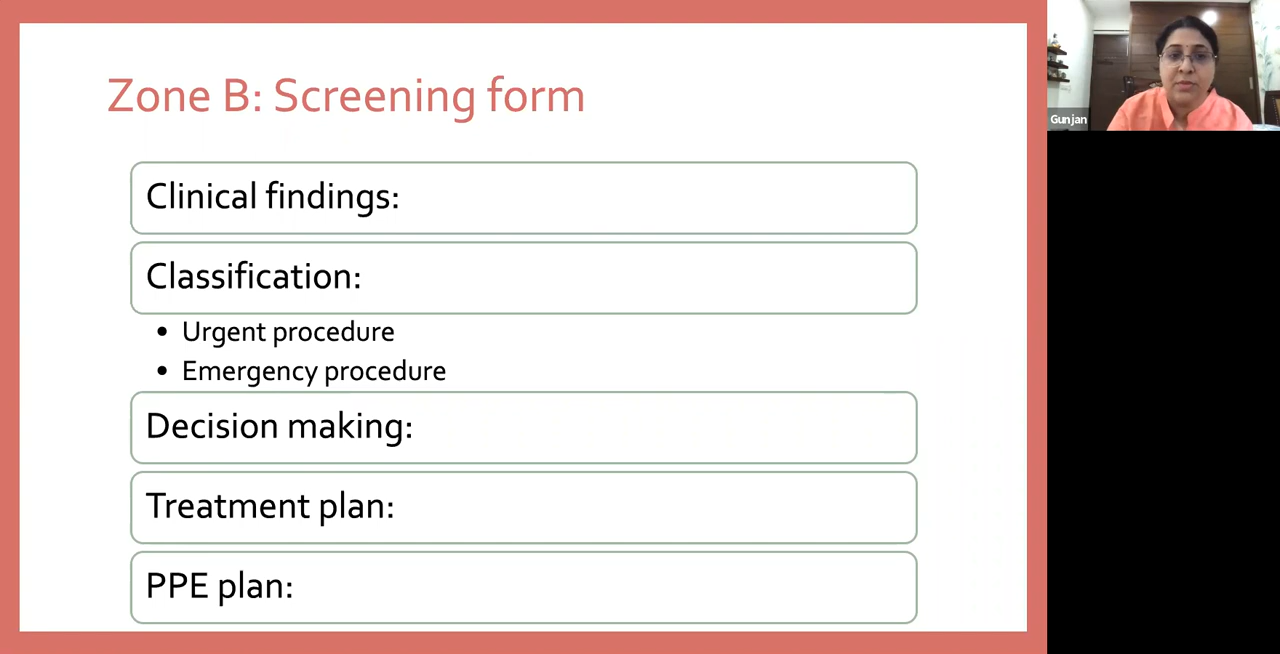 Zone B: Screening form
Clinical findings:
Classification:
• Urgent procedure
• Emergency procedure
Decision making:
Treatment plan:
PPE plan:
Gunjan